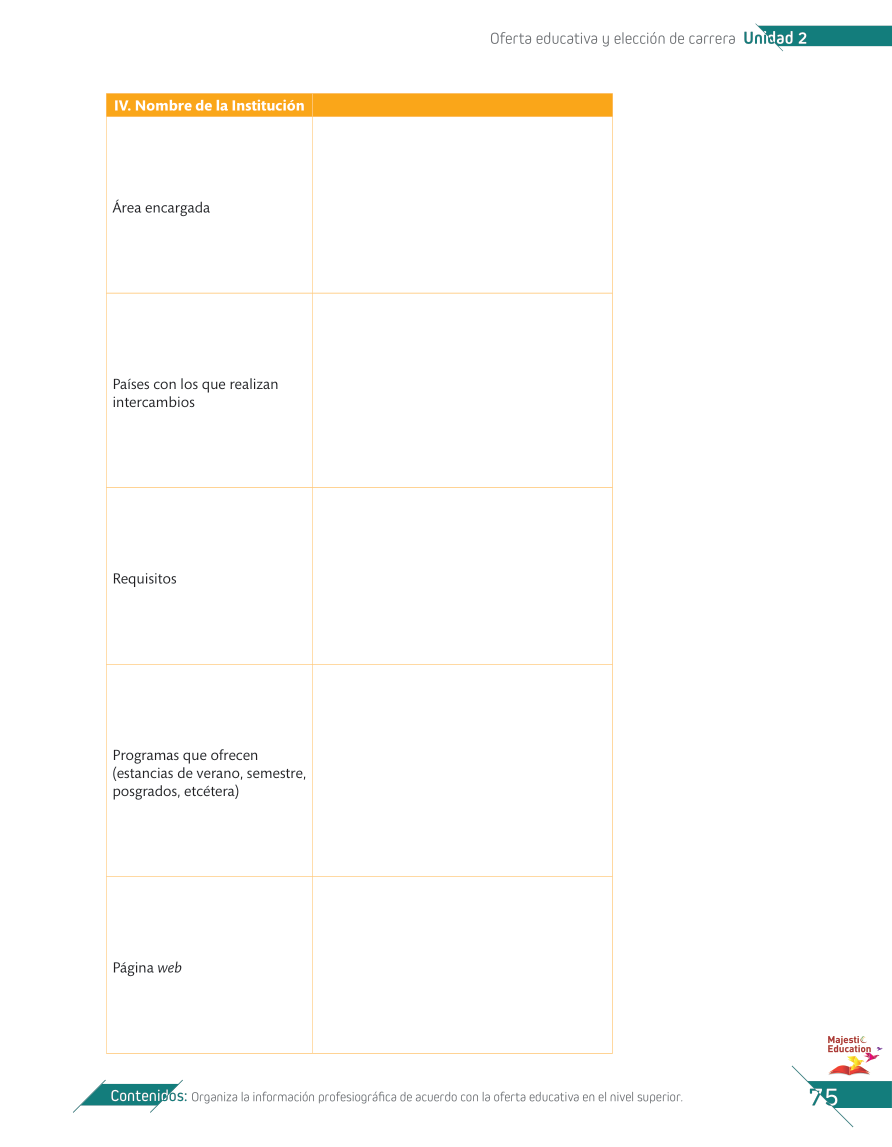 Oferta educativa y elección de carrera Unidad 2
IV. Nombre de la Institución
Área encargada
Países con los que realizan
intercambios
Requisitos
Programas que ofrecen
(estancias de verano, semestre,
posgrados, etcétera)
Página web
Majestic
Education
Contenidos: Organiza la información profesiográfica de acuerdo con la oferta educativa en el nivel superior.
75